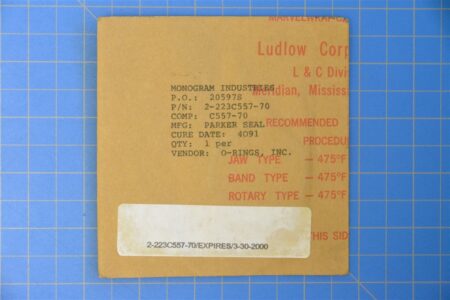 MARVELWRAP-
Ludlow Corp
L & C Divi
Meridian, Mississi
RECOMMENDED
PROCEDU
JAW TYPE — 475°F
BAND TYPE — 475°F
ROTARY TYPE — 475°F
THIS SID
MONOGRAM INDUSTRIES
P.O.: 205978
P/N: 2-223C557-70
COMP: C557-70
MFG: PARKER SEAL
CURE DATE: 4Q91
QTY: 1 per
VENDOR: O-RINGS, INC.
2-223C557-70/EXPIRES/3-30-2000